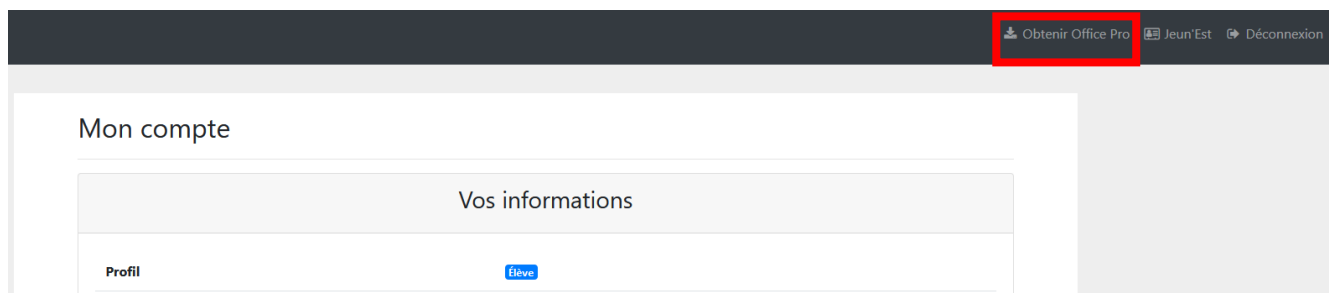 Obtenir Office Pro Jeun'Est Déconnexion
Mon compte
Vos informations
Profil Élève